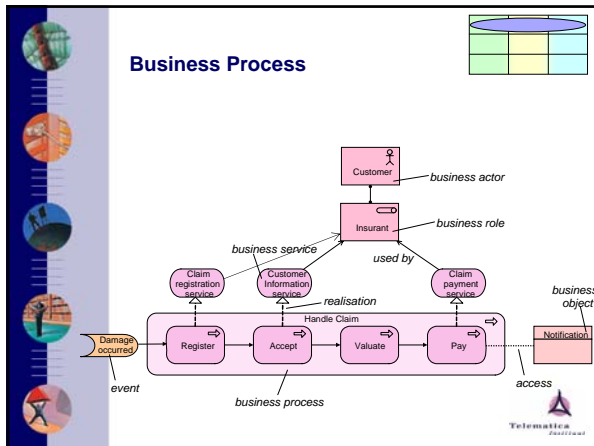 Business Process
Customer
business actor
Insurant
business role
business service
used by
Claim
registration
service
Customer
Information
service
Claim
payment
service
realisation
business
object
Handle Claim
Damage
occurred
Register
Accept
Valuate
Pay
Notification
event
access
business process
Telematica
Instituut